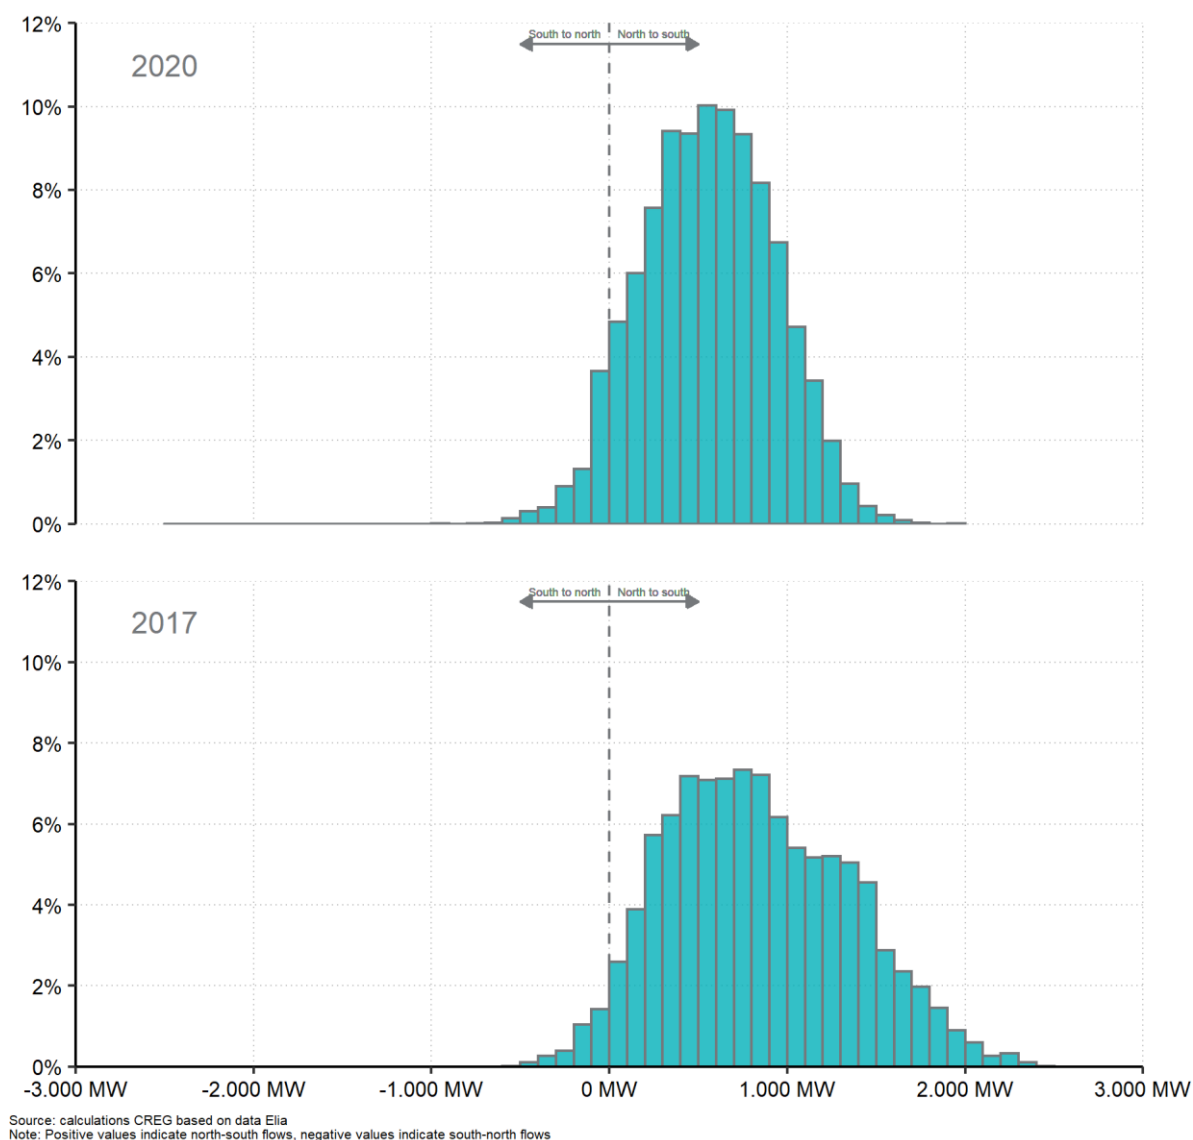 12%
South to north
North to south
2020
10%
8%
6%
4%
2%
0%
12%
South to north
North to south
2017
10%
8%
6%
4%
2%
0%
-3.000 MW
-2.000 MW
-1.000 MW
0 MW
1.000 MW
2.000 MW
3.000 MW
Source: calculations CREG based on data Elia
Note: Positive values indicate north-south flows, negative values indicate south-north flows